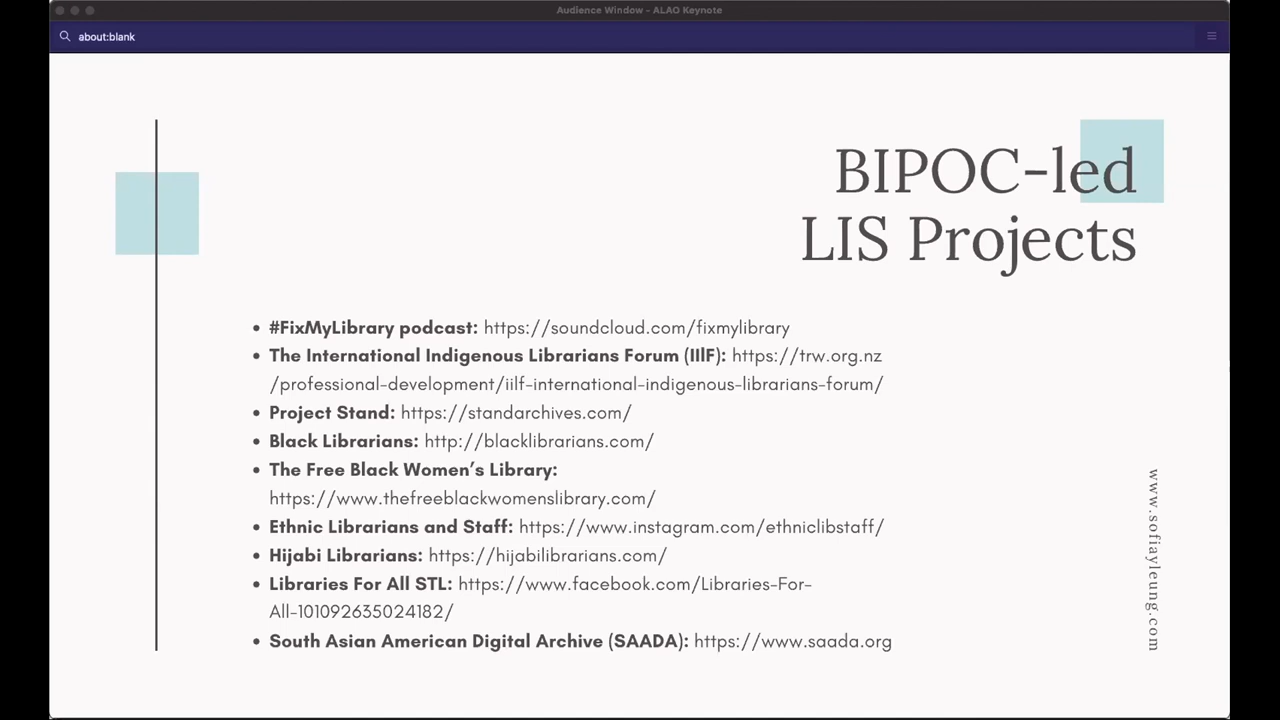 Audience Window - ALAO Keynote
about:blank
BIPOC-led
LIS Projects
• #FixMyLibrary podcast: https://soundcloud.com/fixmylibrary
• The International Indigenous Librarians Forum (IIlF): https://trw.org.nz
/professional-development/iilf-international-indigenous-librarians-forum/
• Project Stand: https://standarchives.com/
• Black Librarians: http://blacklibrarians.com/
• The Free Black Women’s Library:
https://www.thefreeblackwomenslibrary.com/
• Ethnic Librarians and Staff: https://www.instagram.com/ethniclibstaff/
• Hijabi Librarians: https://hijabilibrarians.com/
• Libraries For All STL: https://www.facebook.com/Libraries-For-
All-101092635024182/
• South Asian American Digital Archive (SAADA): https://www.saada.org
www.sofiayleung.com